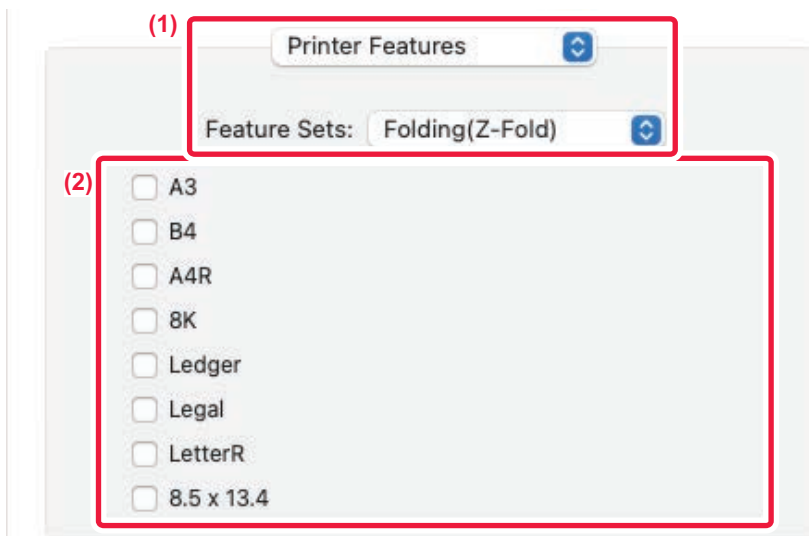 (1)
Printer Features
Feature Sets: Folding(Z-Fold)
(2)
A3
B4
A4R
8K
Ledger
Legal
LetterR
8.5 x 13.4